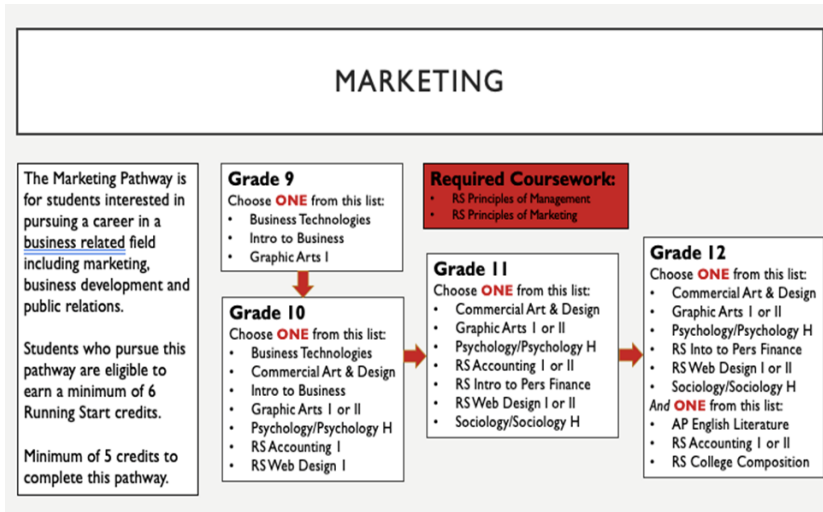 MARKETING
The Marketing Pathway is
for students interested in
pursuing a career in a
business related field
including marketing,
business development and
public relations.
Students who pursue this
pathway are eligible to
earn a minimum of 6
Running Start credits.
Minimum of 5 credits to
complete this pathway.
Grade 9
Choose ONE from this list:
• Business Technologies
• Intro to Business
• Graphic Arts I
Grade 10
Choose ONE from this list:
• Business Technologies
• Commercial Art & Design
• Intro to Business
• Graphic Arts I or II
• Psychology/Psychology H
• RS Accounting I
• RS Web Design I
Required Coursework:
• RS Principles of Management
• RS Principles of Marketing
Grade 11
Choose ONE from this list:
• Commercial Art & Design
• Graphic Arts I or II
• Psychology/Psychology H
• RS Accounting I or II
• RS Intro to Pers Finance
• RS Web Design I or II
• Sociology/Sociology H
Grade 12
Choose ONE from this list:
• Commercial Art & Design
• Graphic Arts I or II
• Psychology/Psychology H
• RS Into to Pers Finance
• RS Web Design I or II
• Sociology/Sociology H
And ONE from this list:
• AP English Literature
• RS Accounting I or II
• RS College Composition